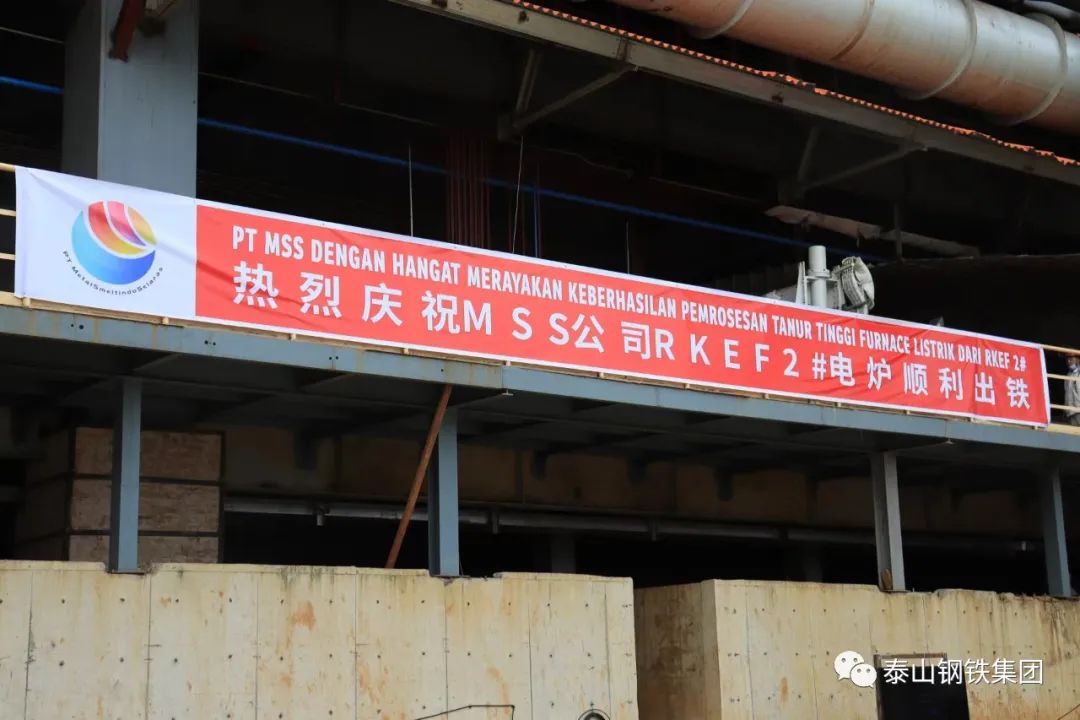 PT MetalSmeltindoSelaras
PT MSS DENGAN HANGAT MERAYAKAN KEBERHASILAN PEMROSESAN TANUR TINGGI FURNACE LISTRIK DARI RKEF 2#
热烈庆祝MSS公司RKEF2#电炉顺利出铁
泰山钢铁集团